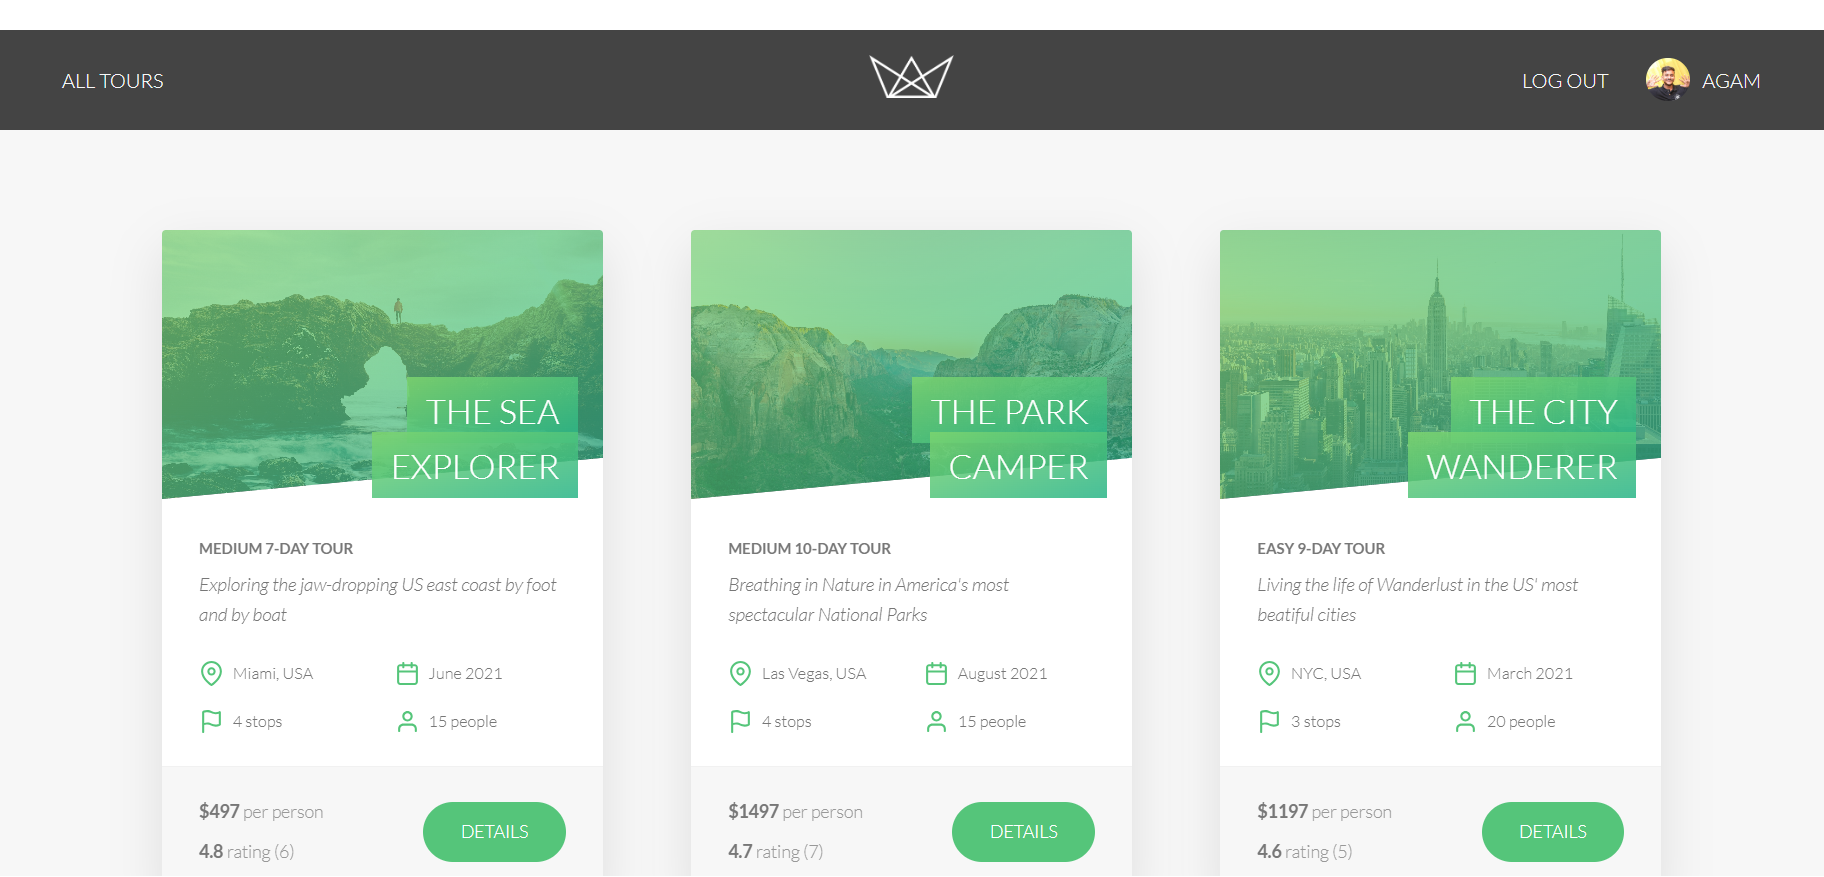 ALL TOURS
LOG OUT
AGAM
THE SEA
EXPLORER
MEDIUM 7-DAY TOUR
Exploring the jaw-dropping US east coast by foot
and by boat
Miami, USA
June 2021
4 stops
15 people
$497 per person
4.8 rating (6)
DETAILS
THE PARK
CAMPER
MEDIUM 10-DAY TOUR
Breathing in Nature in America's most
spectacular National Parks
Las Vegas, USA
August 2021
4 stops
15 people
$1497 per person
4.7 rating (7)
DETAILS
THE CITY
WANDERER
EASY 9-DAY TOUR
Living the life of Wanderlust in the US' most
beatiful cities
NYC, USA
March 2021
3 stops
20 people
$1197 per person
4.6 rating (5)
DETAILS